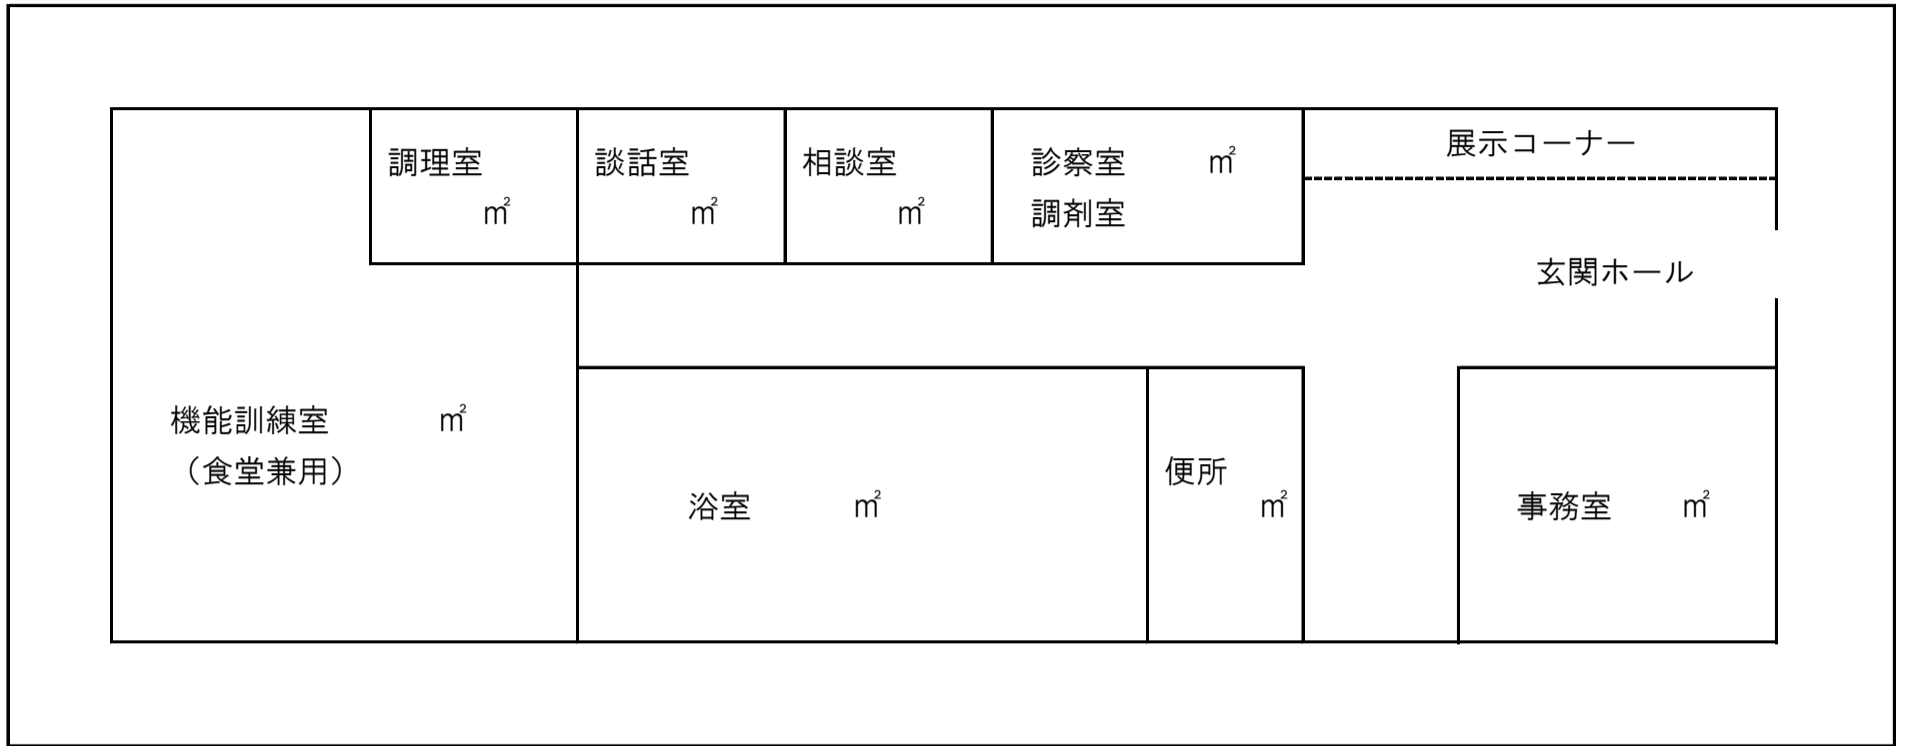 調理室
㎡
談話室
㎡
相談室
㎡
診察室 ㎡
調剤室
展示コーナー
玄関ホール
機能訓練室 ㎡
（食堂兼用）
浴室 ㎡
便所
㎡
事務室 ㎡